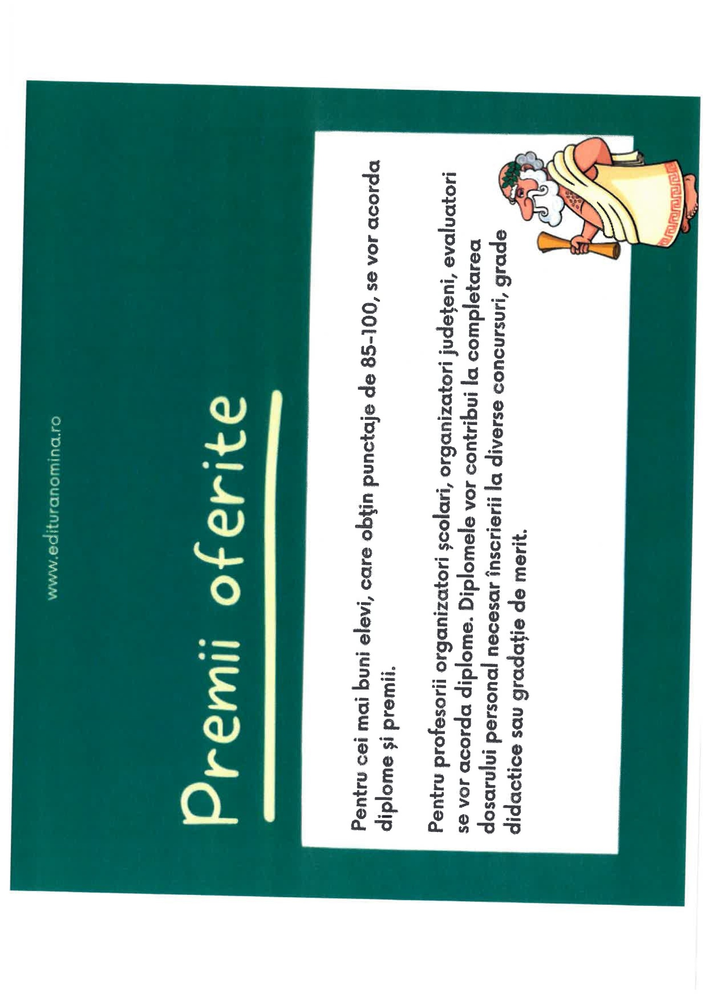 www.edituranomina.ro
Premii oferite
Pentru cei mai buni elevi, care obţin punctaje de 85-100, se vor acorda
diplome și premii.
Pentru profesorii organizatori școlari, organizatori județeni, evaluatori
se vor acorda diplome. Diplomele vor contribui la completarea
dosarului personal necesar înscrierii la diverse concursuri, grade
didactice sau gradație de merit.